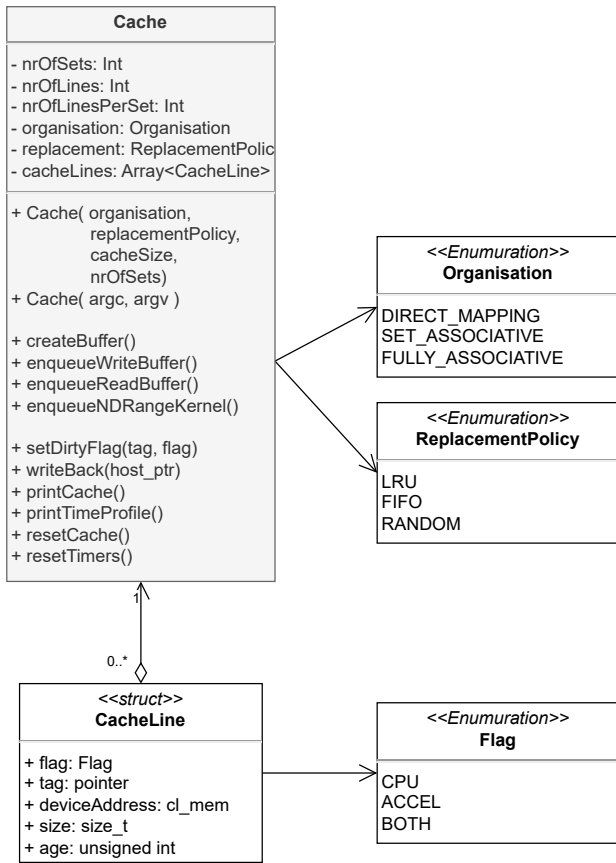 Cache
- nrOfSets: Int
- nrOfLines: Int
- nrOfLinesPerSet: Int
- organisation: Organisation
- replacement: ReplacementPolic
- cacheLines: Array<CacheLine>
+ Cache( organisation,
replacementPolicy,
cacheSize,
nrOfSets)
+ Cache( argc, argv )
+ createBuffer()
+ enqueueWriteBuffer()
+ enqueueReadBuffer()
+ enqueueNDRangeKernel()
+ setDirtyFlag(tag, flag)
+ writeBack(host_ptr)
+ printCache()
+ printTimeProfile()
+ resetCache()
+ resetTimers()
<<Enumuration>>
Organisation
DIRECT_MAPPING
SET_ASSOCIATIVE
FULLY_ASSOCIATIVE
<<Enumuration>>
ReplacementPolicy
LRU
FIFO
RANDOM
1
0..*
<<struct>>
CacheLine
+ flag: Flag
+ tag: pointer
+ deviceAddress: cl_mem
+ size: size_t
+ age: unsigned int
<<Enumuration>>
Flag
CPU
ACCEL
BOTH